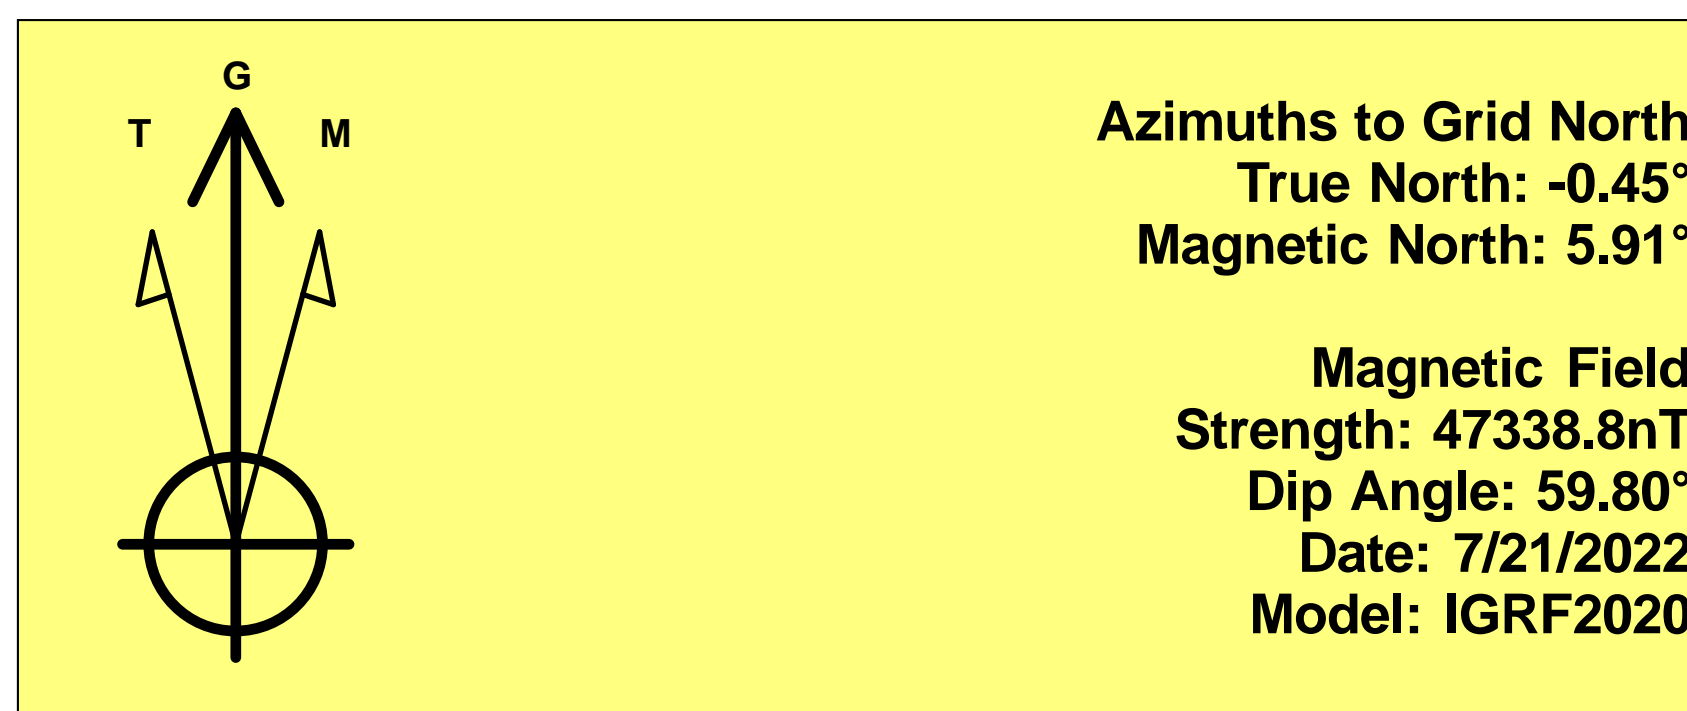 G
T M
Azimuths to Grid North
True North: -0.45°
Magnetic North: 5.91°
Magnetic Field
Strength: 47338.8nT
Dip Angle: 59.80°
Date: 7/21/2022
Model: IGRF2020